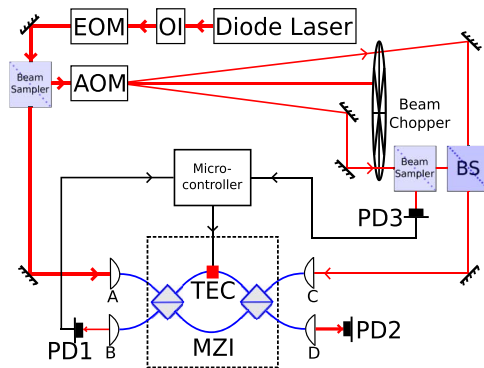 EOM
OI
Diode Laser
Beam
Sampler
AOM
Beam
Chopper
Micro-
controller
Beam
Sampler
BS
PD3
A
TEC
C
B
D
PD2
PD1
MZI